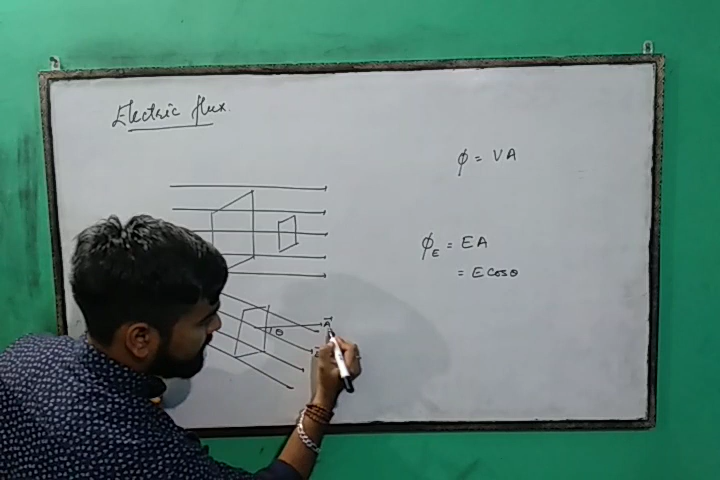 Electric flux.
ϕ = VA
ϕ_E = EA
= E cosθ
θ
A⃗
E